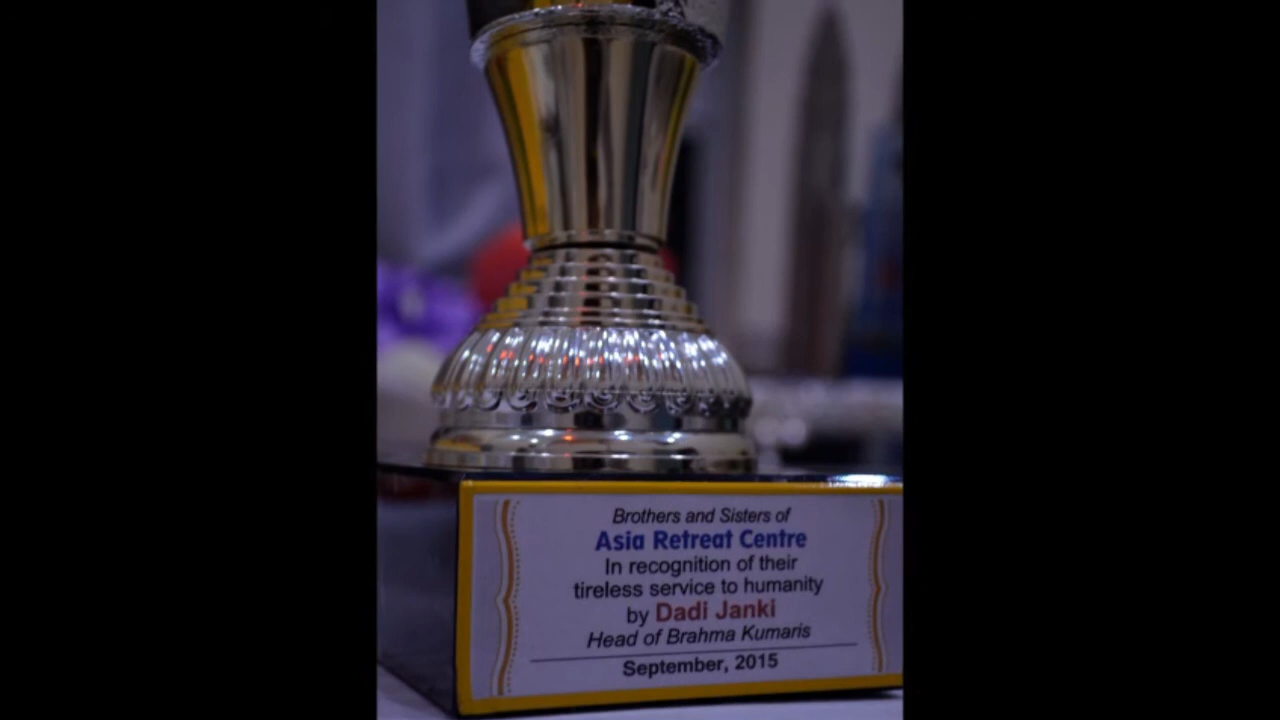 Brothers and Sisters of
Asia Retreat Centre
In recognition of their
tireless service to humanity
by Dadi Janki
Head of Brahma Kumaris
September, 2015